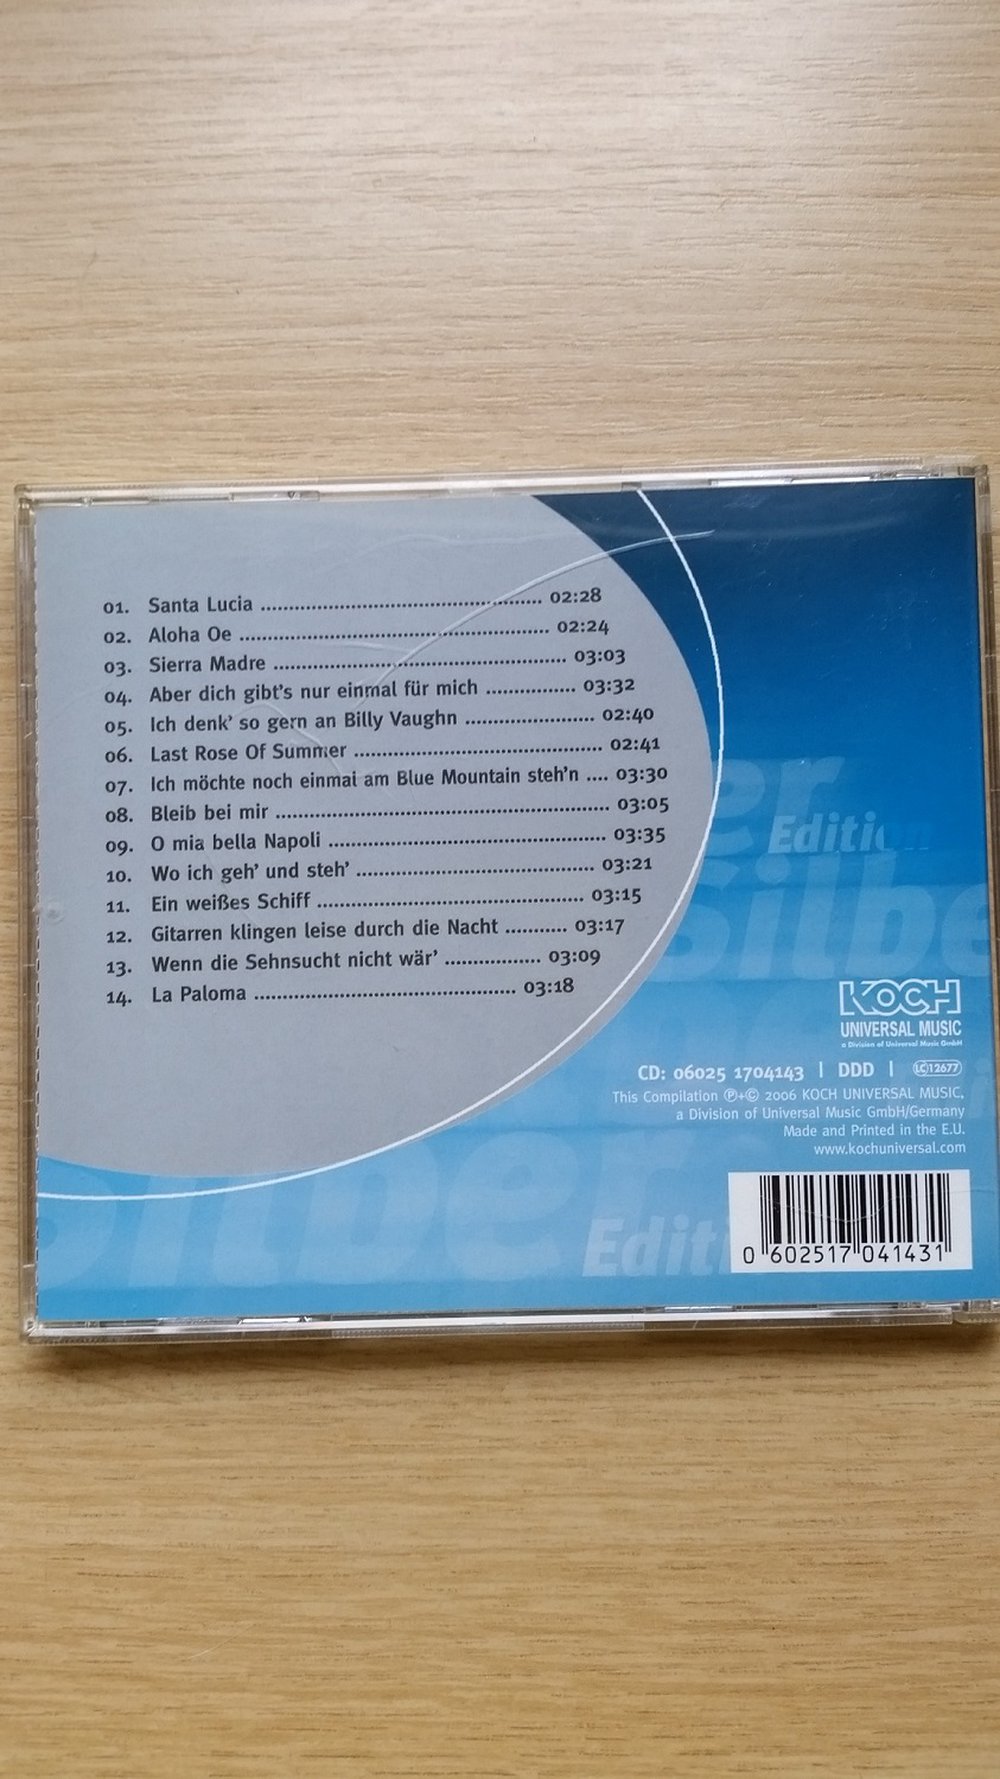 01. Santa Lucia ........................................................ 02:28
02. Aloha Oe .............................................................. 02:24
03. Sierra Madre .......................................................... 03:03
04. Aber dich gibt's nur einmal für mich ................ 03:32
05. Ich denk' so gern an Billy Vaughn ....................... 02:40
06. Last Rose Of Summer ............................................ 02:41
07. Ich möchte noch einmal am Blue Mountain steh'n .... 03:30
08. Bleib bei mir ............................................................ 03:05
09. O mia bella Napoli .................................................. 03:35
10. Wo ich geh' und steh' ........................................... 03:21
11. Ein weißes Schiff ................................................ 03:15
12. Gitarren klingen leise durch die Nacht ........... 03:17
13. Wenn die Sehnsucht nicht wär' ................. 03:09
14. La Paloma .................................................... 03:18
er
Editi
Silbe
KOCH
UNIVERSAL MUSIC
a Division of Universal Music GmbH
CD: 06025 1704143 | DDD | LC 12677
This Compilation ℗+© 2006 KOCH UNIVERSAL MUSIC,
a Division of Universal Music GmbH/Germany
Made and Printed in the E.U.
www.kochuniversal.com
Silber
Editi
0 602517 041431